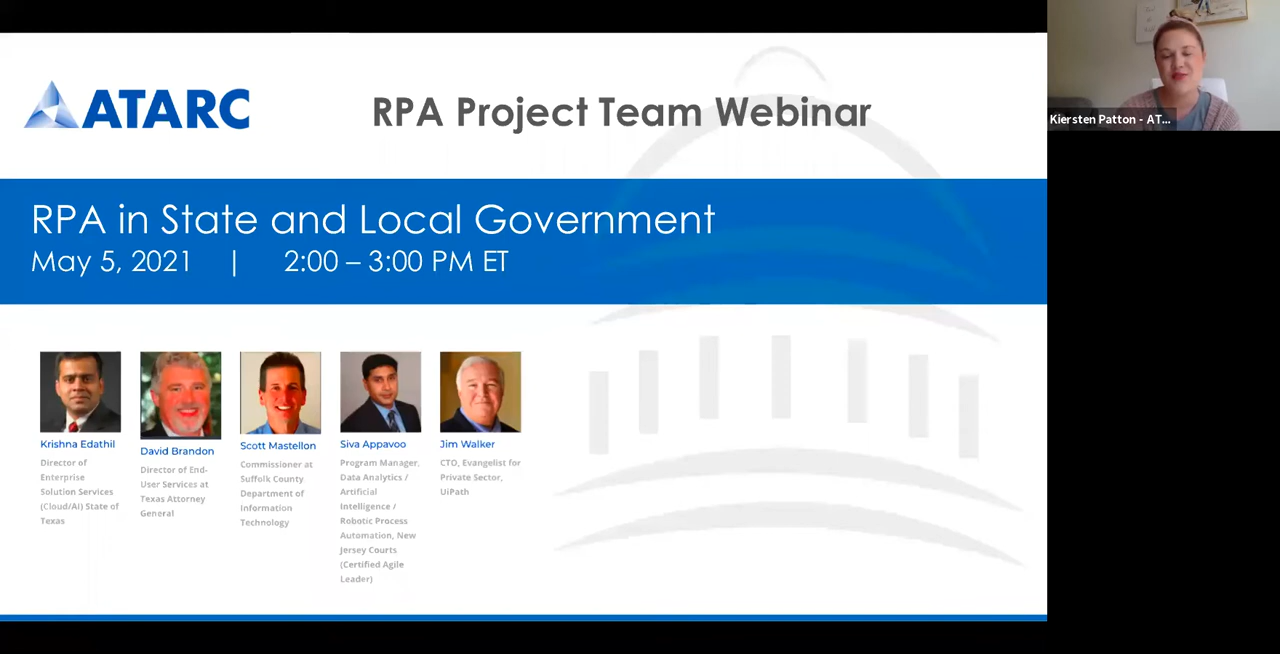 ATARC
RPA Project Team Webinar
Kiersten Patton - AT...
RPA in State and Local Government
May 5, 2021 | 2:00 – 3:00 PM ET
Krishna Edathil
Director of
Enterprise
Solution Services
(Cloud/AI) State of
Texas
David Brandon
Director of End-
User Services at
Texas Attorney
General
Scott Mastellon
Commissioner at
Suffolk County
Department of
Information
Technology
Siva Appavoo
Program Manager,
Data Analytics /
Artificial
Intelligence /
Robotic Process
Automation, New
Jersey Courts
(Certified Agile
Leader)
Jim Walker
CTO, Evangelist for
Private Sector,
UiPath